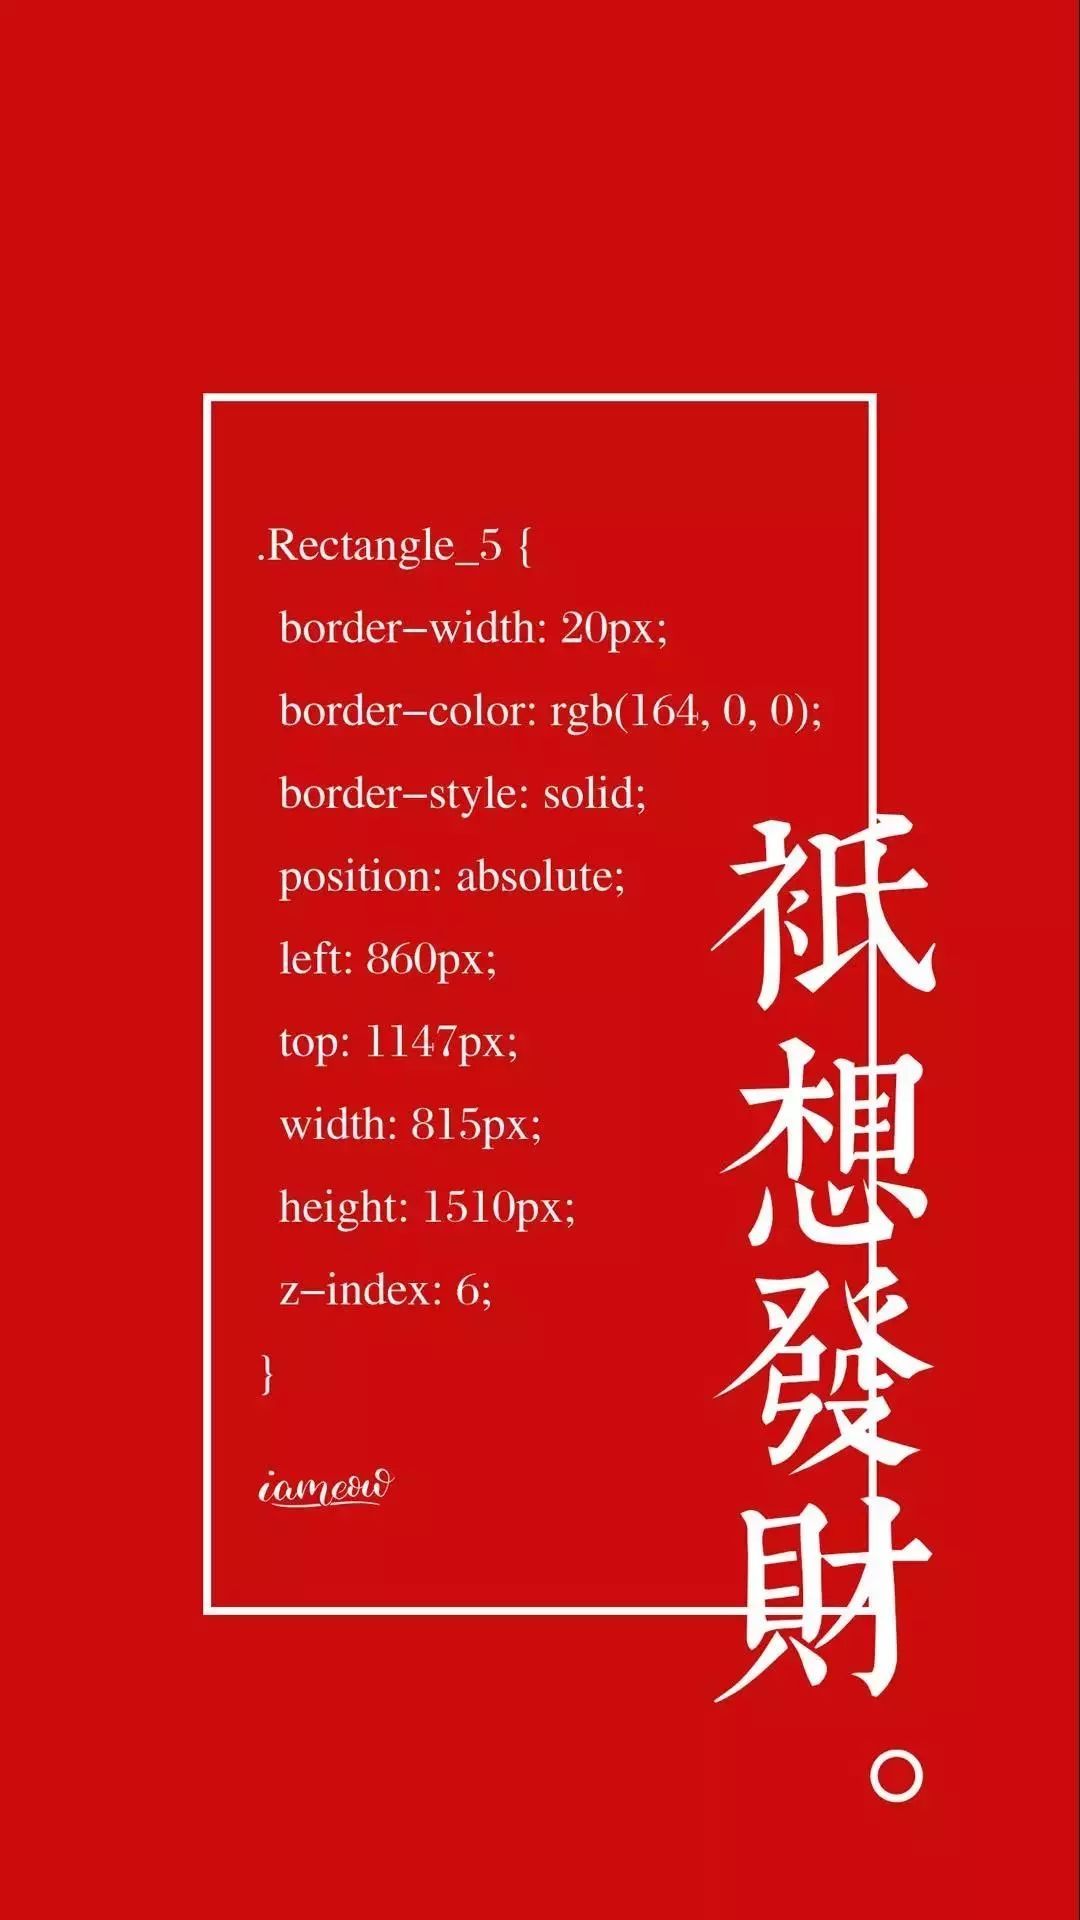 .Rectangle_5 {
border-width: 20px;
border-color: rgb(164, 0, 0);
border-style: solid;
position: absolute;
left: 860px;
top: 1147px;
width: 815px;
height: 1510px;
z-index: 6;
}
iameow
衹想發財。